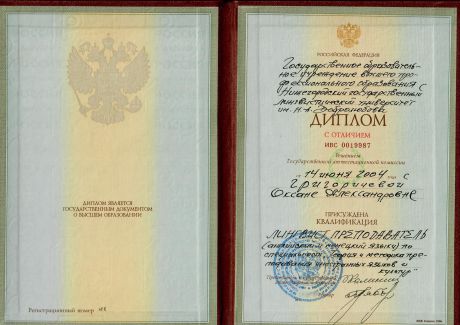 ДИПЛОМ ЯВЛЯЕТСЯ
ГОСУДАРСТВЕННЫМ ДОКУМЕНТОМ
О ВЫСШЕМ ОБРАЗОВАНИИ
Регистрационный номер
РОССИЙСКАЯ ФЕДЕРАЦИЯ
Государственное образователь-
ное учреждение высшего про-
фессионального образования
Нижегородский государственный
лингвистический университет
им. Н.А. Добролюбова
ДИПЛОМ
С ОТЛИЧИЕМ
ИВС 0019987
Решением
Государственной аттестационной комиссии
14 июня 2004
Григоричевой
Оксане Александровне
ПРИСУЖДЕНА
КВАЛИФИКАЦИЯ
ЛИНГВИСТ, ПРЕПОДАВАТЕЛЬ
(английский и немецкий языки) по
специальности и методика пре-
подавания иностранных языков и
культур"